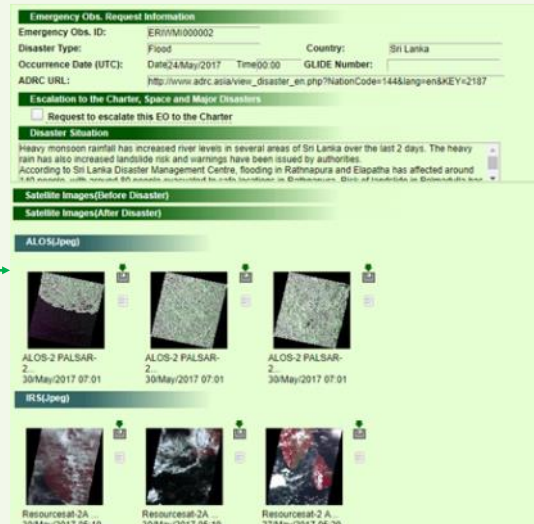 Emergency Obs. Request Information
Emergency Obs. ID: ERIWMI000002
Disaster Type: Flood Country: Sri Lanka
Occurrence Date (UTC): Date24/May/2017 Time00:00 GLIDE Number:
ADRC URL: http://www.adrc.asia/view_disaster_en.php?NationCode=144&lang=en&KEY=2187
Escalation to the Charter, Space and Major Disasters
Request to escalate this EO to the Charter
Disaster Situation
Heavy monsoon rainfall has increased river levels in several areas of Sri Lanka over the last 2 days. The heavy
rain has also increased landslide risk and warnings have been issued by authorities.
According to Sri Lanka Disaster Management Centre, flooding in Rathnapura and Elapatha has affected around
Satellite Images(Before Disaster)
Satellite Images(After Disaster)
ALOS(Jpeg)
ALOS-2 PALSAR-2... ALOS-2 PALSAR-2... ALOS-2 PALSAR-2...
30/May/2017 07:01 30/May/2017 07:01 30/May/2017 07:01
IRS(Jpeg)
Resourcesat-2A ... Resourcesat-2A ... Resourcesat-2 A...